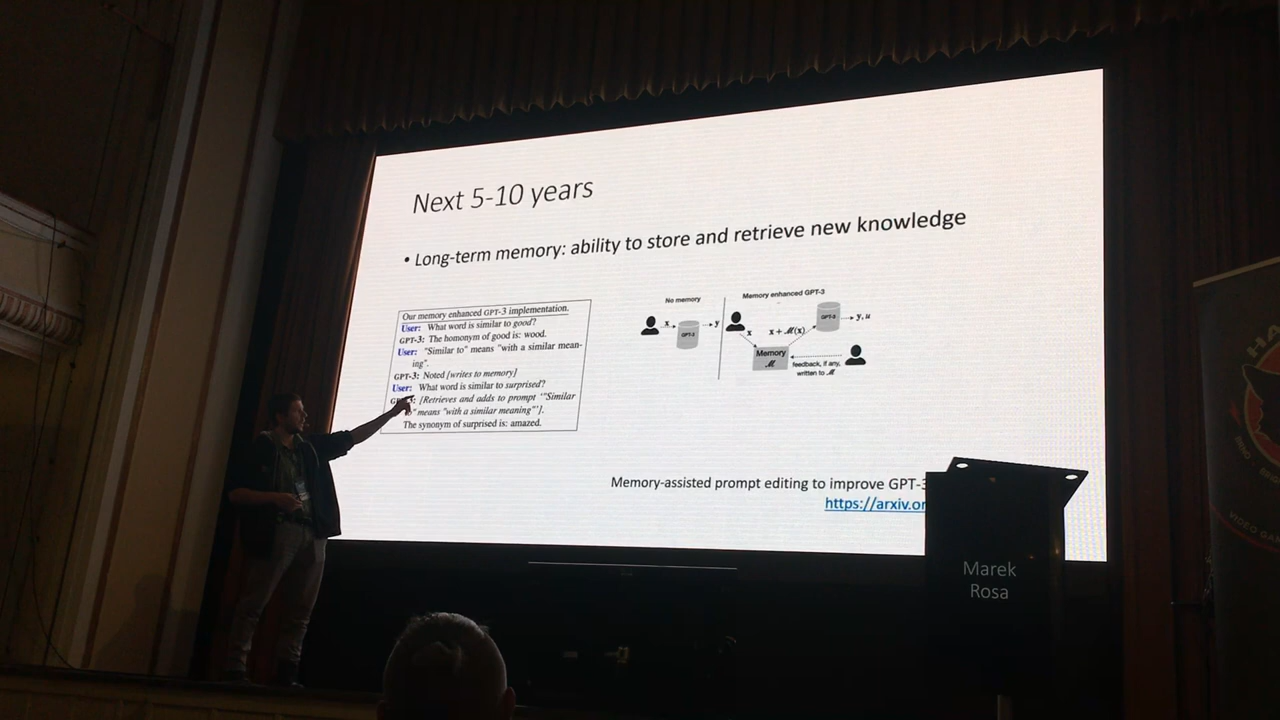 Next 5-10 years
• Long-term memory: ability to store and retrieve new knowledge
Our memory enhanced GPT-3 implementation.
User: What word is similar to good?
GPT-3: The homonym of good is: wood.
User: "Similar to" means "with a similar mean-
ing".
GPT-3: Noted [writes to memory]
User: What word is similar to surprised?
[Retrieves and adds to prompt '"Similar
to" means "with a similar meaning"'].
The synonym of surprised is: amazed.
No memory
x
GPT-3
y
Memory enhanced GPT-3
x
x + M(x)
GPT-3
y, u
Memory
M
feedback, if any,
written to M
Memory-assisted prompt editing to improve GPT-3
https://arxiv.or
Marek
Rosa
VIDEO